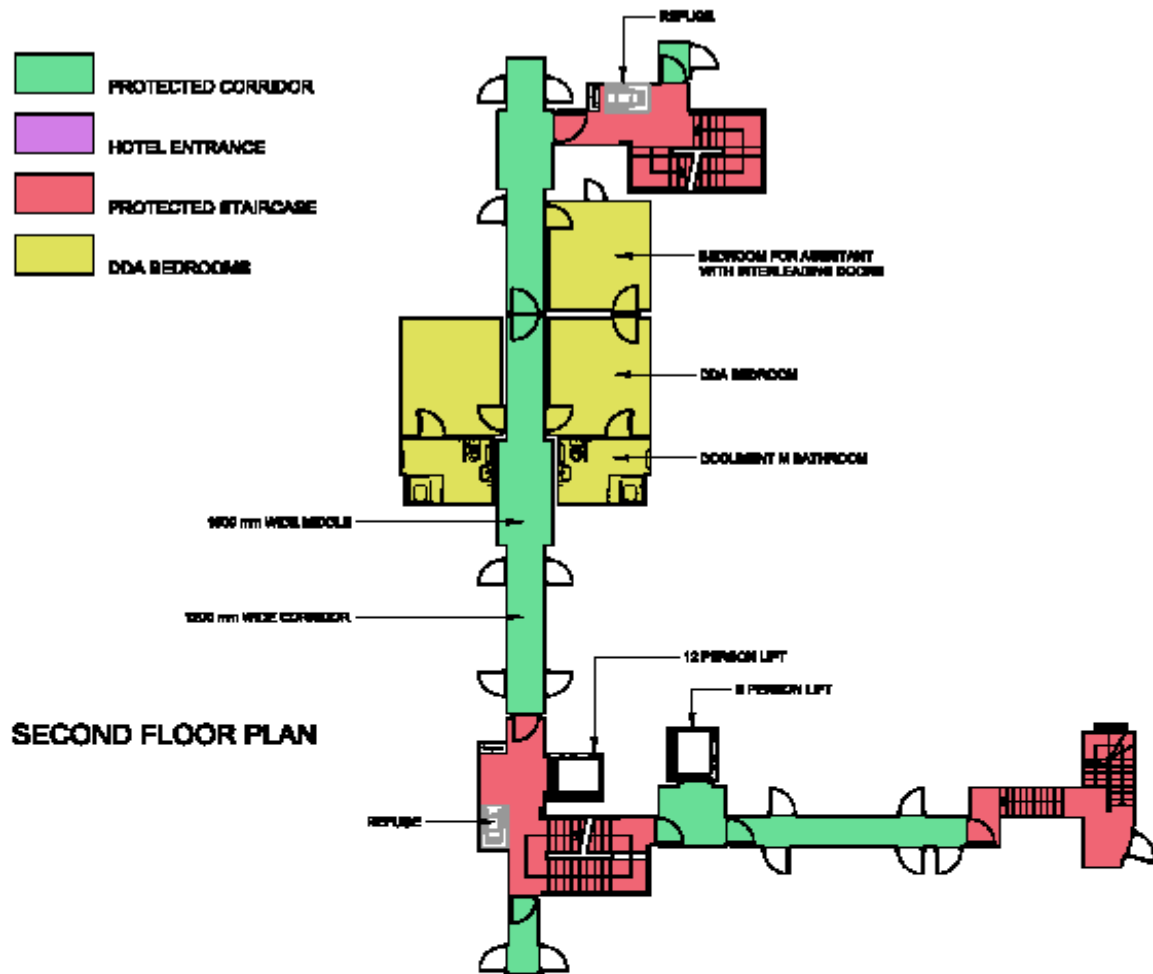 PROTECTED CORRIDOR
HOTEL ENTRANCE
PROTECTED STAIRCASE
DDA BEDROOMS
REFUGE
BEDROOM FOR ASSISTANT
WITH INTERLEADING DOORS
DDA BEDROOM
DOCUMENT M BATHROOM
mm WIDE MIDDLE
mm WIDE CORRIDOR
12 PERSON LIFT
PERSON LIFT
SECOND FLOOR PLAN
REFUGE